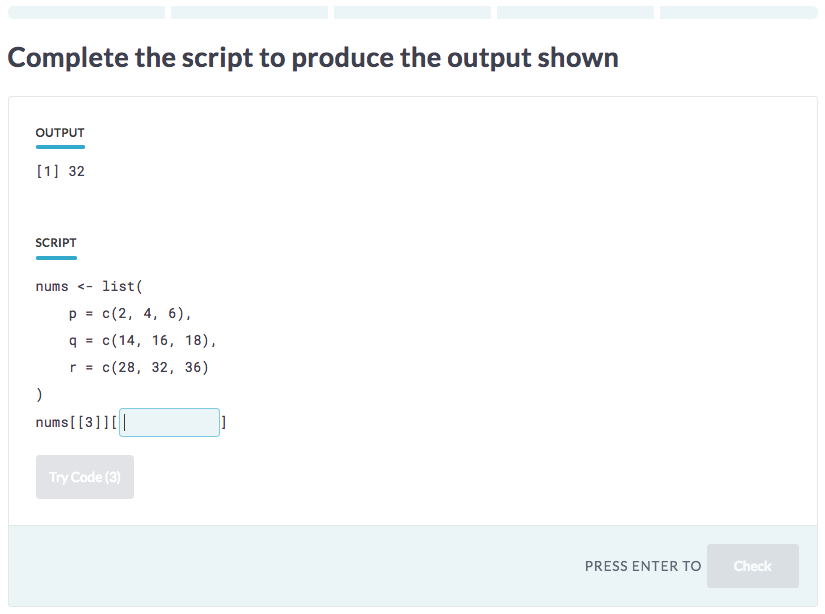 Complete the script to produce the output shown
OUTPUT
[1] 32
SCRIPT
nums <- list(
    p = c(2, 4, 6),
    q = c(14, 16, 18),
    r = c(28, 32, 36)
)
nums[[3]][ ]
Try Code (3)
PRESS ENTER TO Check